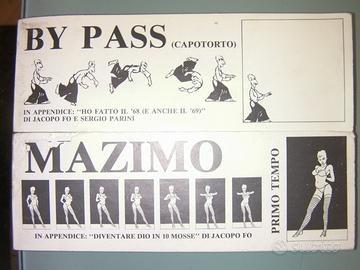 BY PASS (CAPOTORTO)
IN APPENDICE: "HO FATTO IL '68 (E ANCHE IL '69)"
DI JACOPO FO E SERGIO PARINI
MAZIMO
IN APPENDICE: "DIVENTARE DIO IN 10 MOSSE" DI JACOPO FO
PRIMO TEMPO
subito